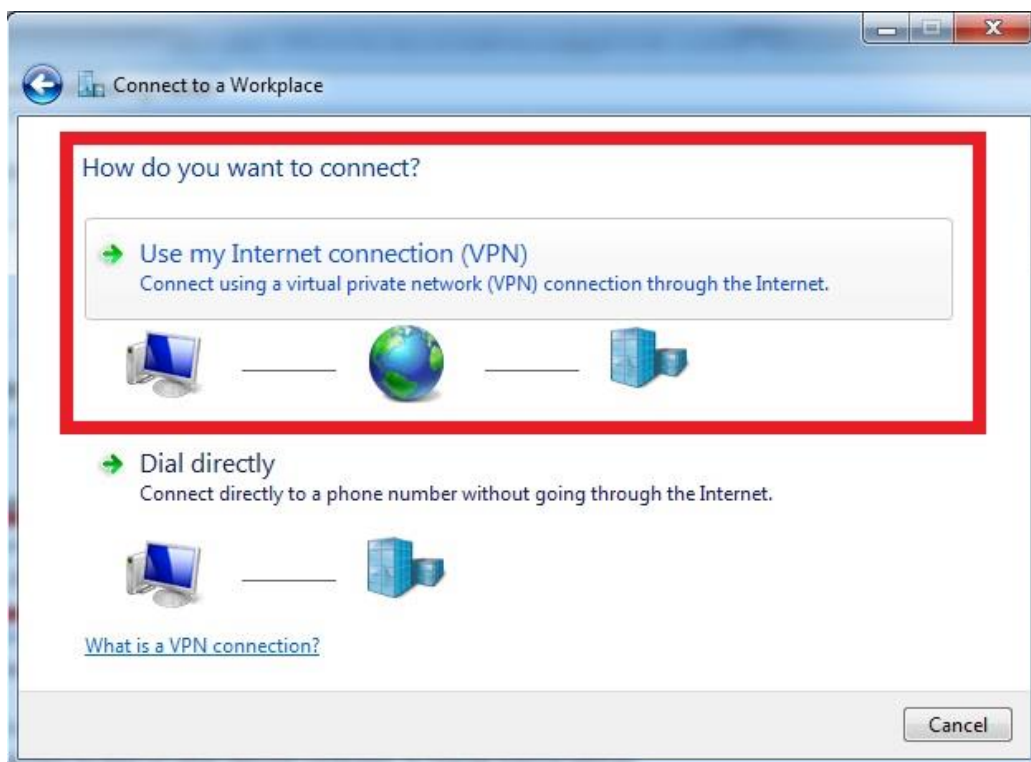 Connect to a Workplace
How do you want to connect?
Use my Internet connection (VPN)
Connect using a virtual private network (VPN) connection through the Internet.
Dial directly
Connect directly to a phone number without going through the Internet.
What is a VPN connection?
Cancel